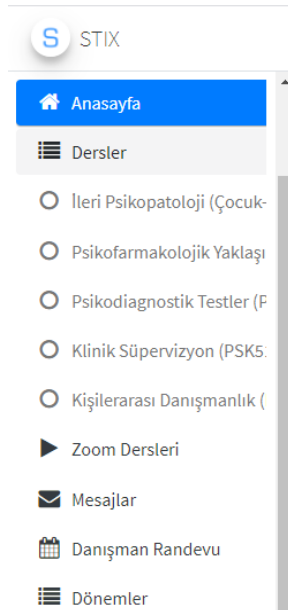 S STIX
Anasayfa
Dersler
İleri Psikopatoloji (Çocuk-
Psikofarmakolojik Yaklaşı
Psikodiagnostik Testler (P
Klinik Süpervizyon (PSK5
Kişilerarası Danışmanlık (
Zoom Dersleri
Mesajlar
Danışman Randevu
Dönemler